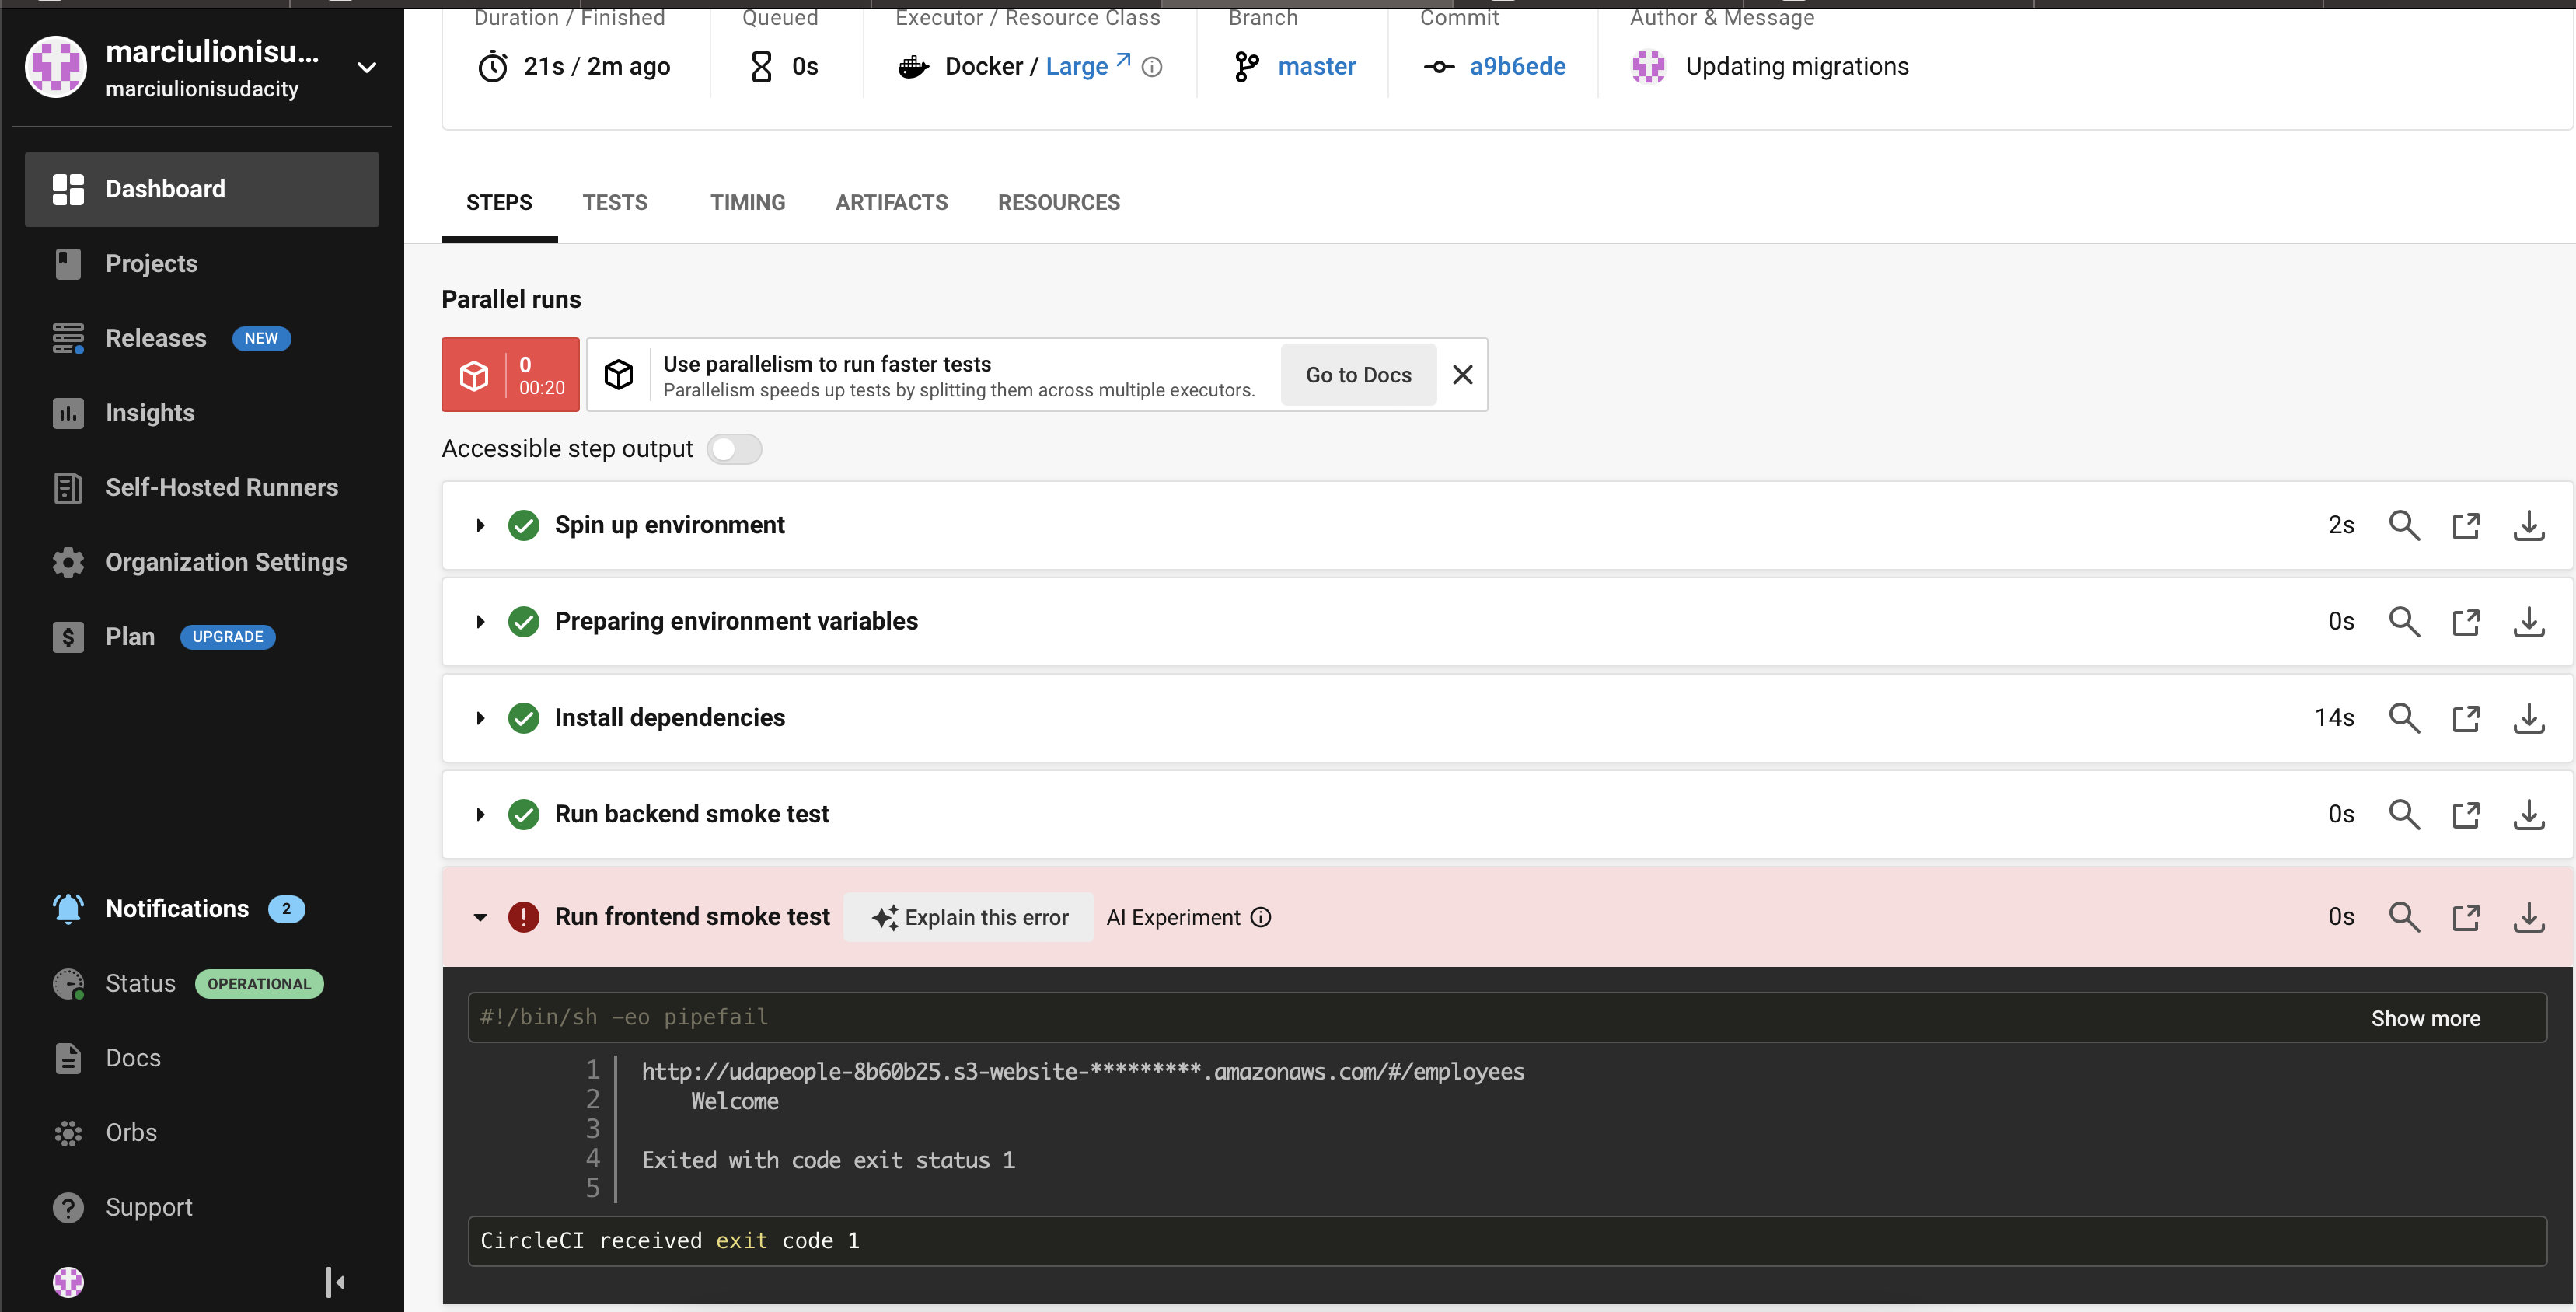 marciulionisu...
marciulionisudacity
Dashboard
Projects
Releases NEW
Insights
Self-Hosted Runners
Organization Settings
Plan UPGRADE
Notifications 2
Status OPERATIONAL
Docs
Orbs
Support
Duration / Finished
21s / 2m ago
Queued
0s
Executor / Resource Class
Docker / Large
Branch
master
Commit
a9b6ede
Author & Message
Updating migrations
STEPS TESTS TIMING ARTIFACTS RESOURCES
Parallel runs
0
00:20
Use parallelism to run faster tests
Parallelism speeds up tests by splitting them across multiple executors.
Go to Docs
Accessible step output
Spin up environment 2s
Preparing environment variables 0s
Install dependencies 14s
Run backend smoke test 0s
Run frontend smoke test Explain this error AI Experiment 0s
#!/bin/sh -eo pipefail Show more
1 http://udapeople-8b60b25.s3-website-*********.amazonaws.com/#/employees
2 Welcome
3
4 Exited with code exit status 1
5
CircleCI received exit code 1